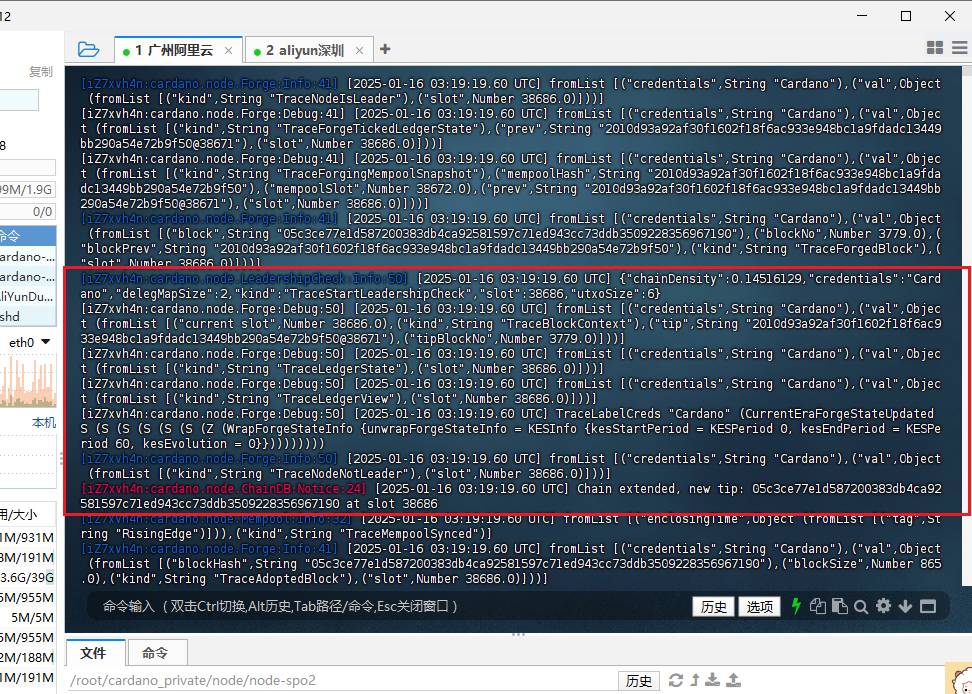 12
1 广州阿里云 ×
2 aliyun深圳 × +
复制
8
99M/1.9G
0/0
命令
ardano-...
ardano-...
AliYunDu...
shd
eth0
本机
用/大小
1M/931M
8M/191M
3.6G/39G
5M/955M
5M/5M
5M/955M
2M/188M
1M/191M
[iZ7xvh4n:cardano.node.Forge:Info:41] [2025-01-16 03:19:19.60 UTC] fromList [("credentials",String "Cardano"),("val",Object
(fromList [("kind",String "TraceNodeIsLeader"),("slot",Number 38686.0)]))]
[iZ7xvh4n:cardano.node.Forge:Debug:41] [2025-01-16 03:19:19.60 UTC] fromList [("credentials",String "Cardano"),("val",Objec
t (fromList [("kind",String "TraceForgeTickedLedgerState"),("prev",String "2010d93a92af30f1602f18f6ac933e948bc1a9fdadc13449
bb290a54e72b9f50@38671"),("slot",Number 38686.0)]))]
[iZ7xvh4n:cardano.node.Forge:Debug:41] [2025-01-16 03:19:19.60 UTC] fromList [("credentials",String "Cardano"),("val",Objec
t (fromList [("kind",String "TraceForgingMempoolSnapshot"),("mempoolHash",String "2010d93a92af30f1602f18f6ac933e948bc1a9fda
dc13449bb290a54e72b9f50"),("mempoolSlot",Number 38672.0),("prev",String "2010d93a92af30f1602f18f6ac933e948bc1a9fdadc13449bb
290a54e72b9f50@38671"),("slot",Number 38686.0)]))]
[iZ7xvh4n:cardano.node.Forge:Info:41] [2025-01-16 03:19:19.60 UTC] fromList [("credentials",String "Cardano"),("val",Object
(fromList [("block",String "05c3ce77e1d587200383db4ca92581597c71ed943cc73ddb3509228356967190"),("blockNo",Number 3779.0),(
"blockPrev",String "2010d93a92af30f1602f18f6ac933e948bc1a9fdadc13449bb290a54e72b9f50"),("kind",String "TraceForgedBlock"),(
"slot",Number 38686.0)]))]
[iZ7xvh4n:cardano.node.LeadershipCheck:Info:50] [2025-01-16 03:19:19.60 UTC] {"chainDensity":0.14516129,"credentials":"Card
ano","delegMapSize":2,"kind":"TraceStartLeadershipCheck","slot":38686,"utxoSize":6}
[iZ7xvh4n:cardano.node.Forge:Debug:50] [2025-01-16 03:19:19.60 UTC] fromList [("credentials",String "Cardano"),("val",Objec
t (fromList [("current slot",Number 38686.0),("kind",String "TraceBlockContext"),("tip",String "2010d93a92af30f1602f18f6ac9
33e948bc1a9fdadc13449bb290a54e72b9f50@38671"),("tipBlockNo",Number 3779.0)]))]
[iZ7xvh4n:cardano.node.Forge:Debug:50] [2025-01-16 03:19:19.60 UTC] fromList [("credentials",String "Cardano"),("val",Objec
t (fromList [("kind",String "TraceLedgerState"),("slot",Number 38686.0)]))]
[iZ7xvh4n:cardano.node.Forge:Debug:50] [2025-01-16 03:19:19.60 UTC] fromList [("credentials",String "Cardano"),("val",Objec
t (fromList [("kind",String "TraceLedgerView"),("slot",Number 38686.0)]))]
[iZ7xvh4n:cardano.node.Forge:Debug:50] [2025-01-16 03:19:19.60 UTC] TraceLabelCreds "Cardano" (CurrentEraForgeStateUpdated
S (S (S (S (S (S (Z (WrapForgeStateInfo {unwrapForgeStateInfo = KESInfo {kesStartPeriod = KESPeriod 0, kesEndPeriod = KESPe
riod 60, kesEvolution = 0}})))))))))
[iZ7xvh4n:cardano.node.Forge:Info:50] [2025-01-16 03:19:19.60 UTC] fromList [("credentials",String "Cardano"),("val",Object
(fromList [("kind",String "TraceNodeNotLeader"),("slot",Number 38686.0)]))]
[iZ7xvh4n:cardano.node.ChainDB:Notice:24] [2025-01-16 03:19:19.60 UTC] Chain extended, new tip: 05c3ce77e1d587200383db4ca92
581597c71ed943cc73ddb3509228356967190 at slot 38686
[iZ7xvh4n:cardano.node.Mempool:Info:32] [2025-01-16 03:19:19.60 UTC] fromList [("enclosingTime",Object (fromList [("tag",St
ring "RisingEdge")])),("kind",String "TraceMempoolSynced")]
[iZ7xvh4n:cardano.node.Forge:Info:41] [2025-01-16 03:19:19.60 UTC] fromList [("credentials",String "Cardano"),("val",Object
(fromList [("blockHash",String "05c3ce77e1d587200383db4ca92581597c71ed943cc73ddb3509228356967190"),("blockSize",Number 865
.0),("kind",String "TraceAdoptedBlock"),("slot",Number 38686.0)]))]
命令输入（双击Ctrl切换,Alt历史,Tab路径/命令,Esc关闭窗口）
历史 选项
文件 命令
/root/cardano_private/node/node-spo2 历史